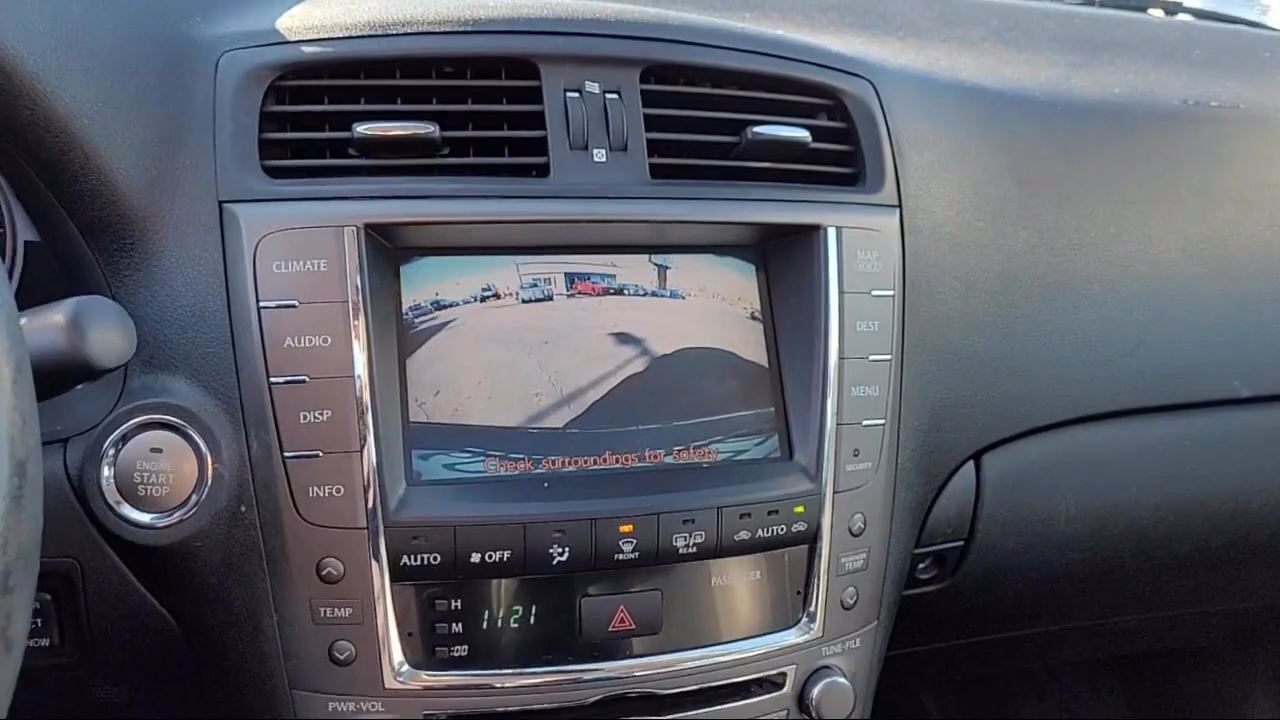 CLIMATE
AUDIO
DISP
INFO
MAP
VOICE
DEST
MENU
SECURITY
Check surroundings for safety
ENGINE
START
STOP
AUTO
OFF
FRONT
REAR
AUTO
TEMP
H
M
:00
1121
PASSENGER
PASSENGER
TEMP
TUNE·FILE
PWR·VOL